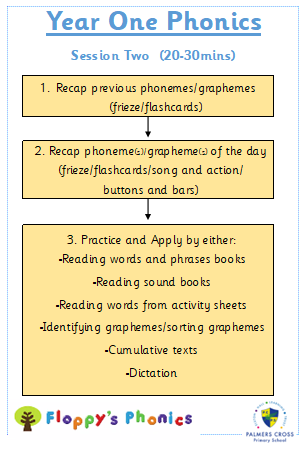 Year One Phonics
Session Two (20-30mins)
1. Recap previous phonemes/graphemes
(frieze/flashcards)
2. Recap phoneme(s)/grapheme(s) of the day
(frieze/flashcards/song and action/
buttons and bars)
3. Practice and Apply by either:
-Reading words and phrases books
-Reading sound books
-Reading words from activity sheets
-Identifying graphemes/sorting graphemes
-Cumulative texts
-Dictation
Floppy's Phonics
PALMERS CROSS
Primary School